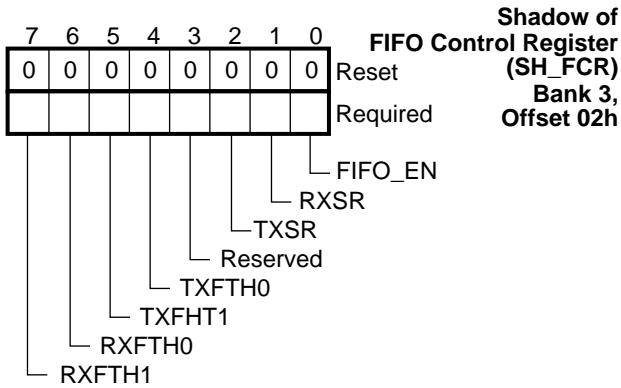 Shadow of
FIFO Control Register
(SH_FCR)
Bank 3,
Offset 02h
7 6 5 4 3 2 1 0
0 0 0 0 0 0 0 0 Reset
Required
FIFO_EN
RXSR
TXSR
Reserved
TXFTH0
TXFHT1
RXFTH0
RXFTH1